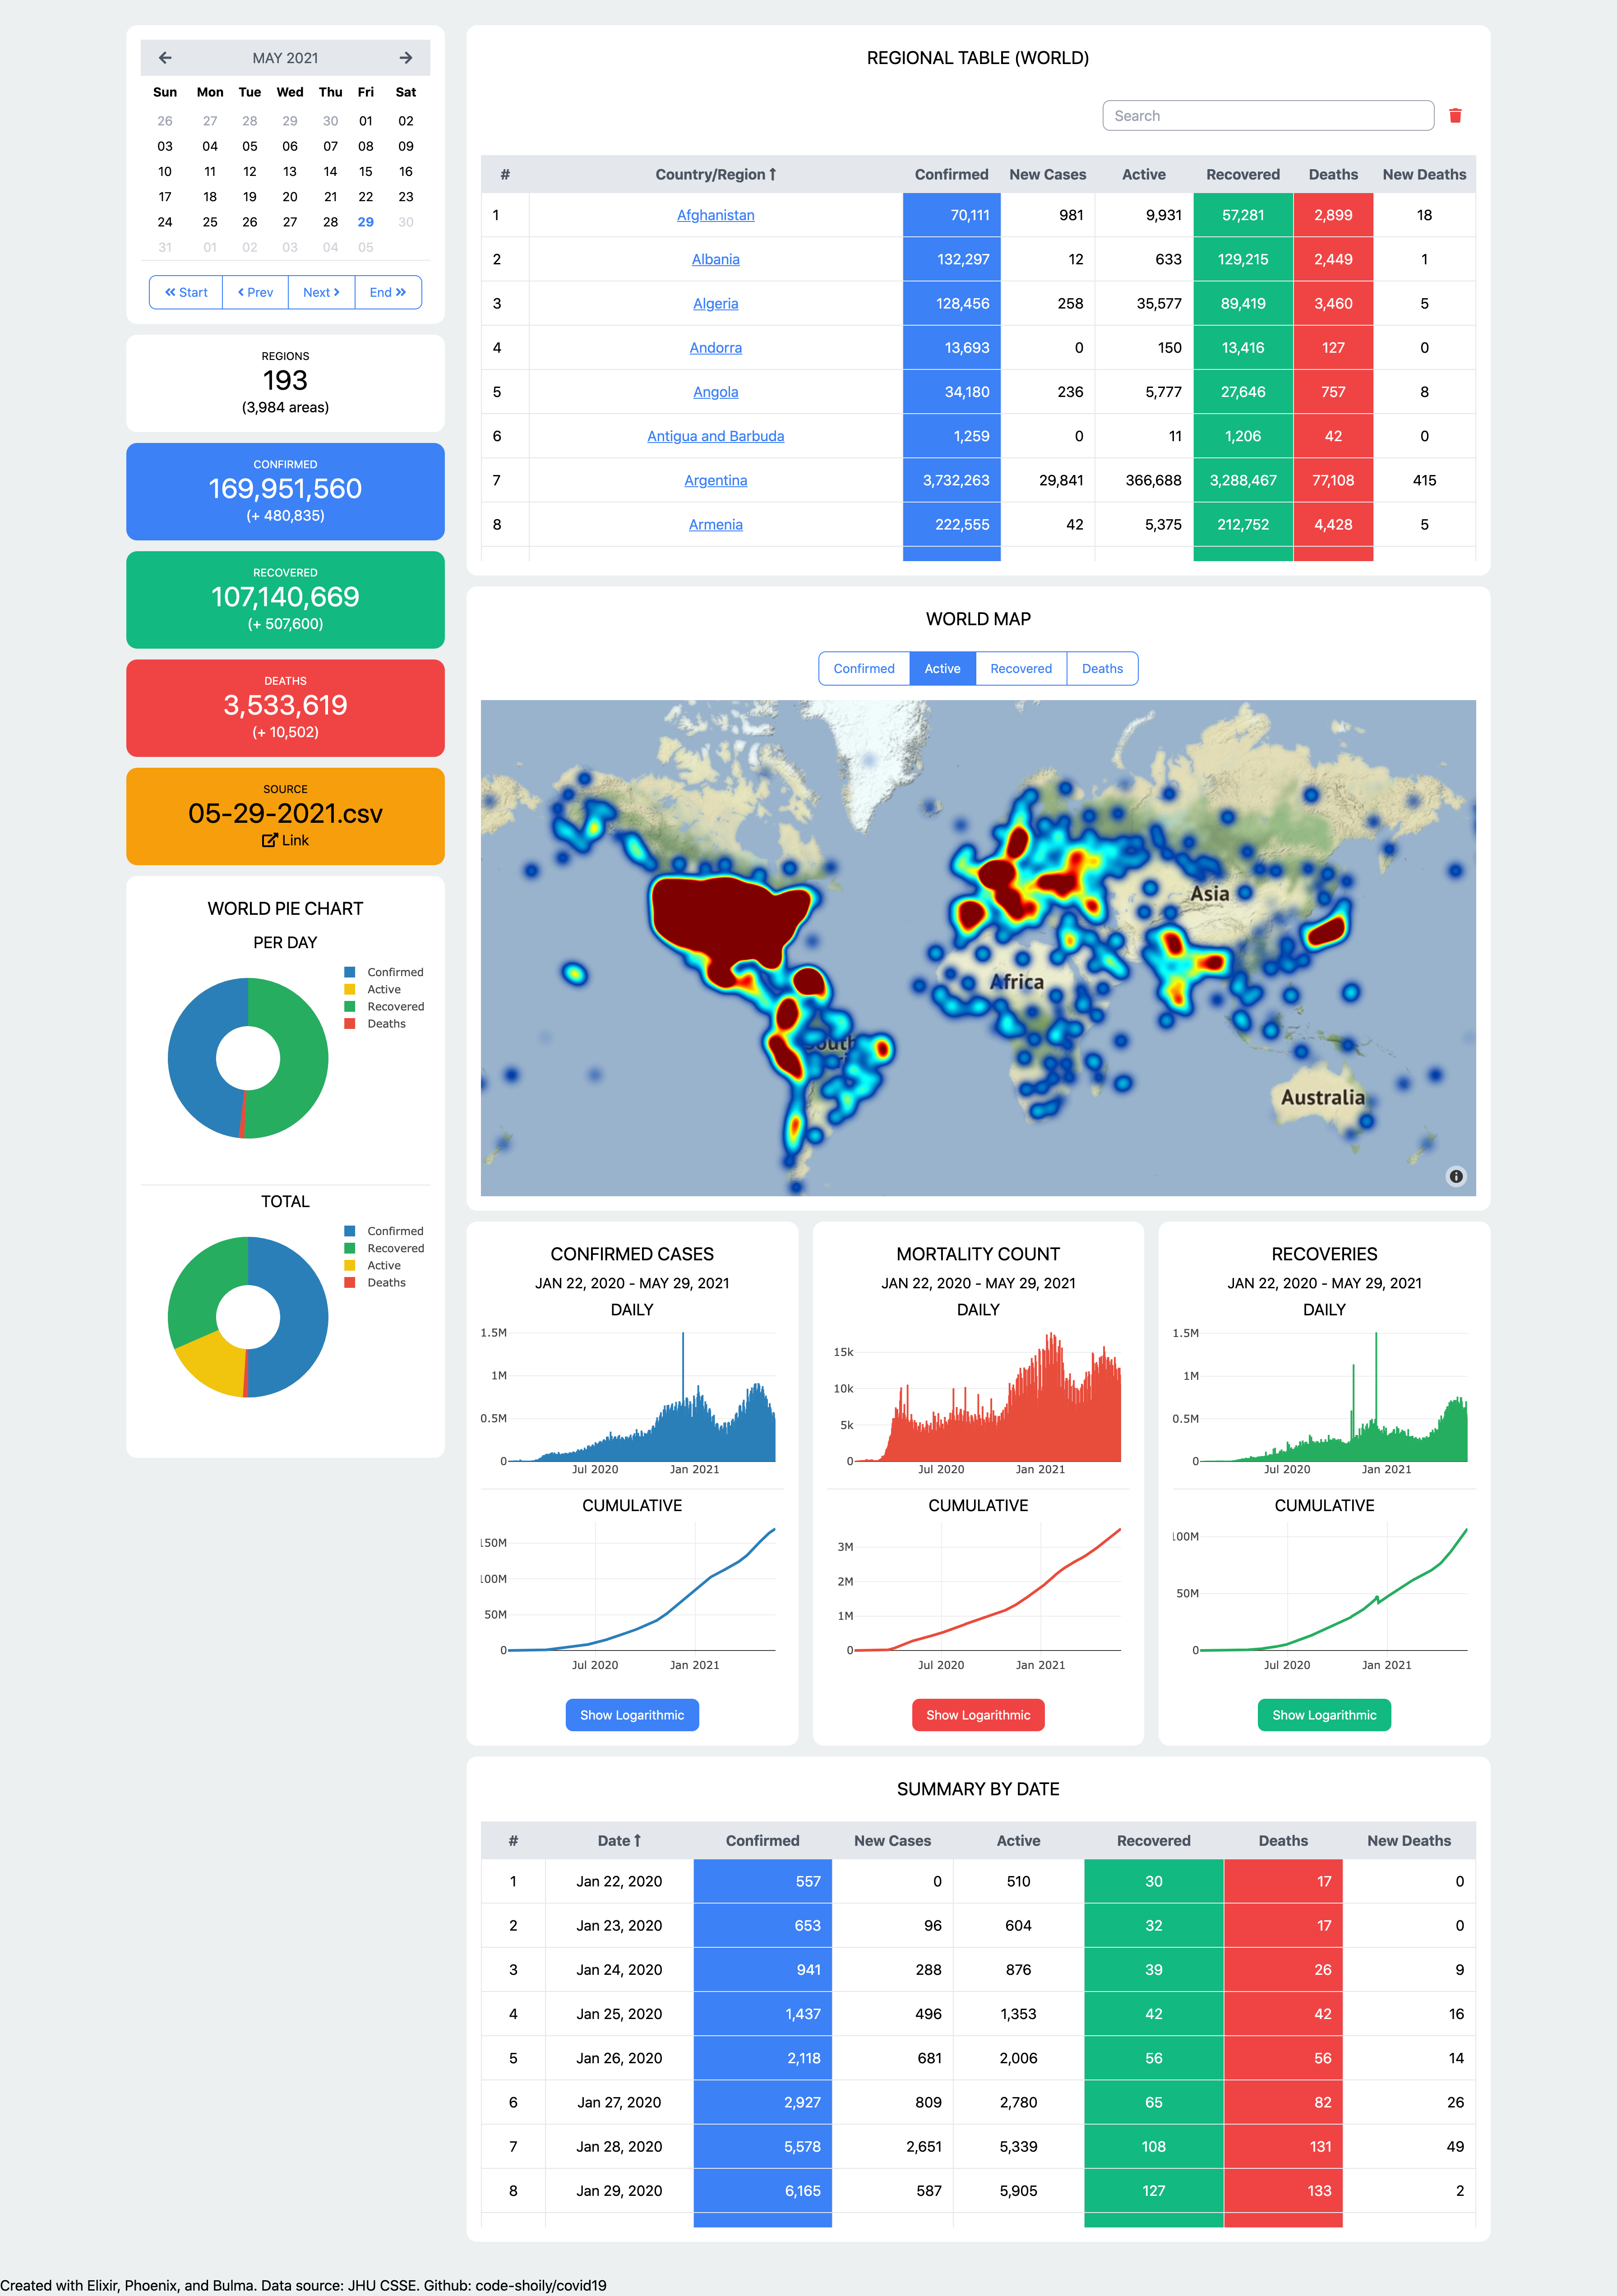 MAY 2021
Sun Mon Tue Wed Thu Fri Sat
26 27 28 29 30 01 02
03 04 05 06 07 08 09
10 11 12 13 14 15 16
17 18 19 20 21 22 23
24 25 26 27 28 29 30
31 01 02 03 04 05
Start Prev Next End
REGIONS
193
(3,984 areas)
CONFIRMED
169,951,560
(+ 480,835)
RECOVERED
107,140,669
(+ 507,600)
DEATHS
3,533,619
(+ 10,502)
SOURCE
05-29-2021.csv
Link
WORLD PIE CHART
PER DAY
Confirmed
Active
Recovered
Deaths
TOTAL
Confirmed
Recovered
Active
Deaths
REGIONAL TABLE (WORLD)
Search
# Country/Region Confirmed New Cases Active Recovered Deaths New Deaths
1 Afghanistan 70,111 981 9,931 57,281 2,899 18
2 Albania 132,297 12 633 129,215 2,449 1
3 Algeria 128,456 258 35,577 89,419 3,460 5
4 Andorra 13,693 0 150 13,416 127 0
5 Angola 34,180 236 5,777 27,646 757 8
6 Antigua and Barbuda 1,259 0 11 1,206 42 0
7 Argentina 3,732,263 29,841 366,688 3,288,467 77,108 415
8 Armenia 222,555 42 5,375 212,752 4,428 5
WORLD MAP
Confirmed Active Recovered Deaths
Asia
Africa
South
Australia
CONFIRMED CASES
JAN 22, 2020 - MAY 29, 2021
DAILY
1.5M
1M
0.5M
0
Jul 2020 Jan 2021
CUMULATIVE
150M
100M
50M
0
Jul 2020 Jan 2021
Show Logarithmic
MORTALITY COUNT
JAN 22, 2020 - MAY 29, 2021
DAILY
15k
10k
5k
0
Jul 2020 Jan 2021
CUMULATIVE
3M
2M
1M
0
Jul 2020 Jan 2021
Show Logarithmic
RECOVERIES
JAN 22, 2020 - MAY 29, 2021
DAILY
1.5M
1M
0.5M
0
Jul 2020 Jan 2021
CUMULATIVE
100M
50M
0
Jul 2020 Jan 2021
Show Logarithmic
SUMMARY BY DATE
# Date Confirmed New Cases Active Recovered Deaths New Deaths
1 Jan 22, 2020 557 0 510 30 17 0
2 Jan 23, 2020 653 96 604 32 17 0
3 Jan 24, 2020 941 288 876 39 26 9
4 Jan 25, 2020 1,437 496 1,353 42 42 16
5 Jan 26, 2020 2,118 681 2,006 56 56 14
6 Jan 27, 2020 2,927 809 2,780 65 82 26
7 Jan 28, 2020 5,578 2,651 5,339 108 131 49
8 Jan 29, 2020 6,165 587 5,905 127 133 2
Created with Elixir, Phoenix, and Bulma. Data source: JHU CSSE. Github: code-shoily/covid19